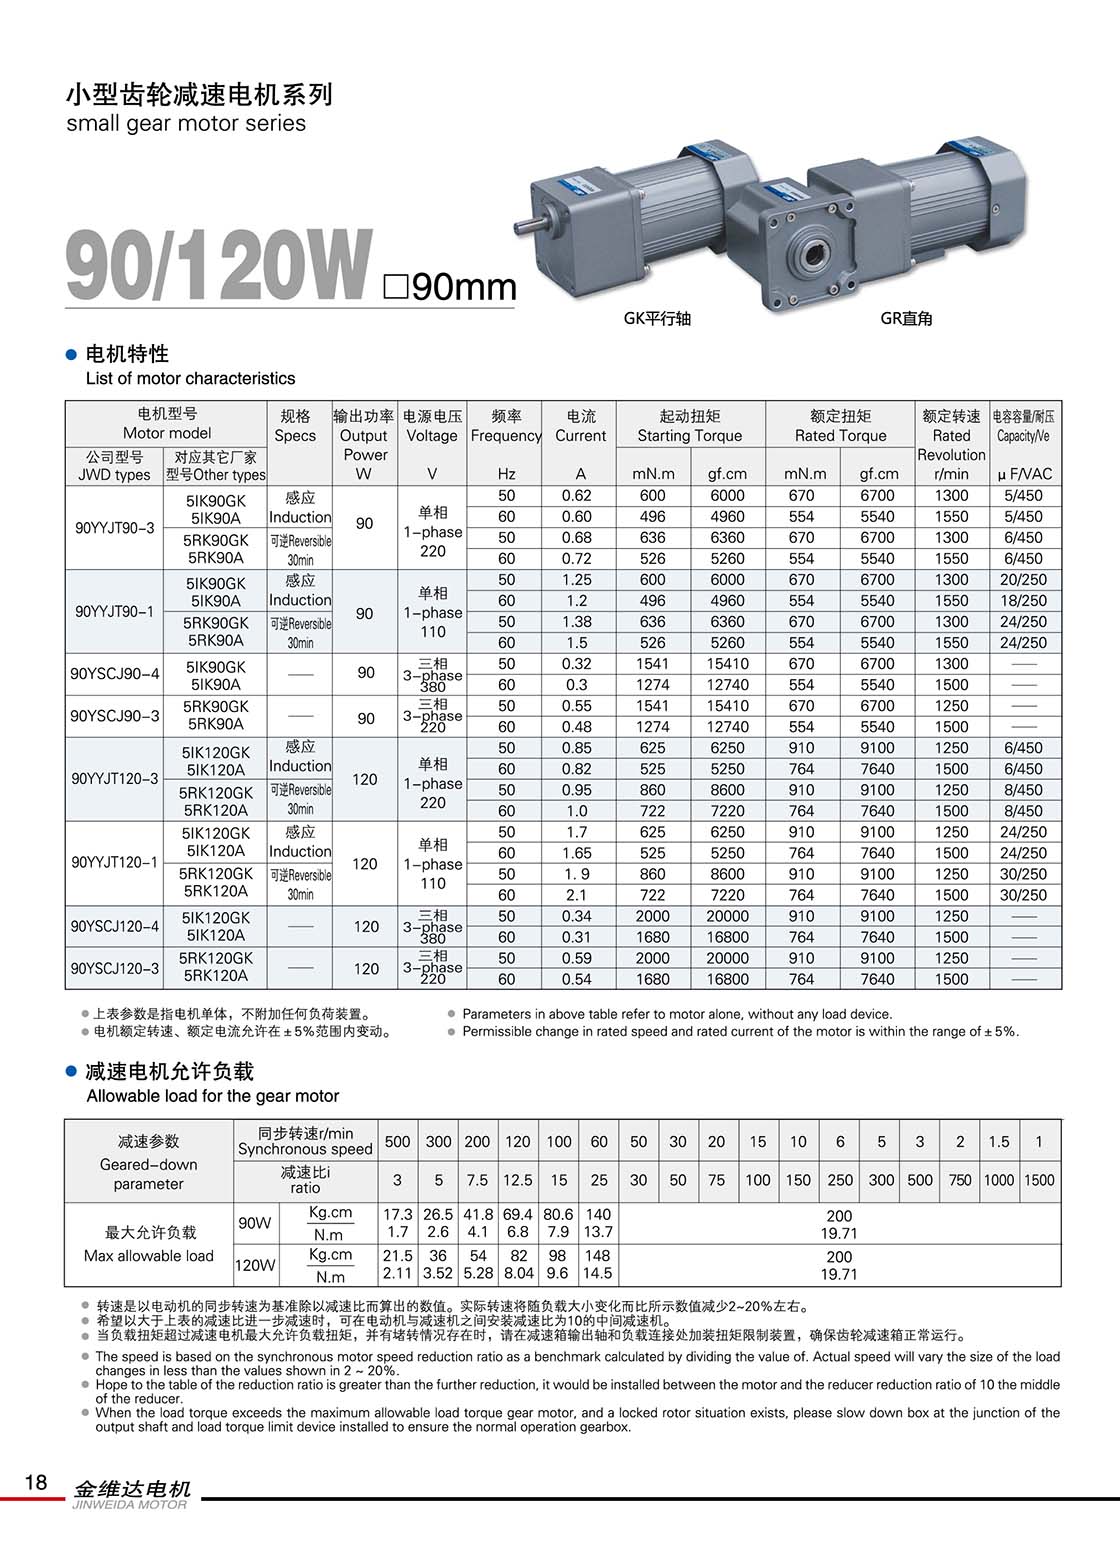 小型齿轮减速电机系列
small gear motor series
90/120W □90mm
GK平行轴 GR直角
电机特性
List of motor characteristics
电机型号 规格 输出功率 电源电压 频率 电流 起动扭矩 额定扭矩 额定转速 电容容量/耐压
Motor model Specs Output Voltage Frequency Current Starting Torque Rated Torque Rated Capacity/Ve
公司型号 对应其它厂家 Power Revolution
JWD types 型号Other types W V Hz A mN.m gf.cm mN.m gf.cm r/min μ F/VAC
90YYJT90-3 5IK90GK 5IK90A 感应 Induction 90 单相 1-phase 220 50 0.62 600 6000 670 6700 1300 5/450
60 0.60 496 4960 554 5540 1550 5/450
5RK90GK 5RK90A 可逆Reversible 30min 50 0.68 636 6360 670 6700 1300 6/450
60 0.72 526 5260 554 5540 1550 6/450
90YYJT90-1 5IK90GK 5IK90A 感应 Induction 90 单相 1-phase 110 50 1.25 600 6000 670 6700 1300 20/250
60 1.2 496 4960 554 5540 1550 18/250
5RK90GK 5RK90A 可逆Reversible 30min 50 1.38 636 6360 670 6700 1300 24/250
60 1.5 526 5260 554 5540 1550 24/250
90YSCJ90-4 5IK90GK 5IK90A —— 90 三相 3-phase 380 50 0.32 1541 15410 670 6700 1300 ——
60 0.3 1274 12740 554 5540 1500 ——
90YSCJ90-3 5RK90GK 5RK90A —— 90 三相 3-phase 220 50 0.55 1541 15410 670 6700 1250 ——
60 0.48 1274 12740 554 5540 1500 ——
90YYJT120-3 5IK120GK 5IK120A 感应 Induction 120 单相 1-phase 220 50 0.85 625 6250 910 9100 1250 6/450
60 0.82 525 5250 764 7640 1500 6/450
5RK120GK 5RK120A 可逆Reversible 30min 50 0.95 860 8600 910 9100 1250 8/450
60 1.0 722 7220 764 7640 1500 8/450
90YYJT120-1 5IK120GK 5IK120A 感应 Induction 120 单相 1-phase 110 50 1.7 625 6250 910 9100 1250 24/250
60 1.65 525 5250 764 7640 1500 24/250
5RK120GK 5RK120A 可逆Reversible 30min 50 1. 9 860 8600 910 9100 1250 30/250
60 2.1 722 7220 764 7640 1500 30/250
90YSCJ120-4 5IK120GK 5IK120A —— 120 三相 3-phase 380 50 0.34 2000 20000 910 9100 1250 ——
60 0.31 1680 16800 764 7640 1500 ——
90YSCJ120-3 5RK120GK 5RK120A —— 120 三相 3-phase 220 50 0.59 2000 20000 910 9100 1250 ——
60 0.54 1680 16800 764 7640 1500 ——
上表参数是指电机单体，不附加任何负荷装置。
电机额定转速、额定电流允许在±5%范围内变动。
Parameters in above table refer to motor alone, without any load device.
Permissible change in rated speed and rated current of the motor is within the range of ± 5%.
减速电机允许负载
Allowable load for the gear motor
减速参数 Geared-down parameter 同步转速r/min Synchronous speed 500 300 200 120 100 60 50 30 20 15 10 6 5 3 2 1.5 1
减速比i ratio 3 5 7.5 12.5 15 25 30 50 75 100 150 250 300 500 750 1000 1500
最大允许负载 Max allowable load 90W Kg.cm 17.3 26.5 41.8 69.4 80.6 140 200
N.m 1.7 2.6 4.1 6.8 7.9 13.7 19.71
120W Kg.cm 21.5 36 54 82 98 148 200
N.m 2.11 3.52 5.28 8.04 9.6 14.5 19.71
转速是以电动机的同步转速为基准除以减速比而算出的数值。实际转速将随负载大小变化而比所示数值减少2~20%左右。
希望以大于上表的减速比进一步减速时，可在电动机与减速机之间安装减速比为10的中间减速机。
当负载扭矩超过减速电机最大允许负载扭矩，并有堵转情况存在时，请在减速箱输出轴和负载连接处加装扭矩限制装置，确保齿轮减速箱正常运行。
The speed is based on the synchronous motor speed reduction ratio as a benchmark calculated by dividing the value of. Actual speed will vary the size of the load
changes in less than the values shown in 2 ~ 20%.
Hope to the table of the reduction ratio is greater than the further reduction, it would be installed between the motor and the reducer reduction ratio of 10 the middle
of the reducer.
When the load torque exceeds the maximum allowable load torque gear motor, and a locked rotor situation exists, please slow down box at the junction of the
output shaft and load torque limit device installed to ensure the normal operation gearbox.
18 金维达电机
JINWEIDA MOTOR